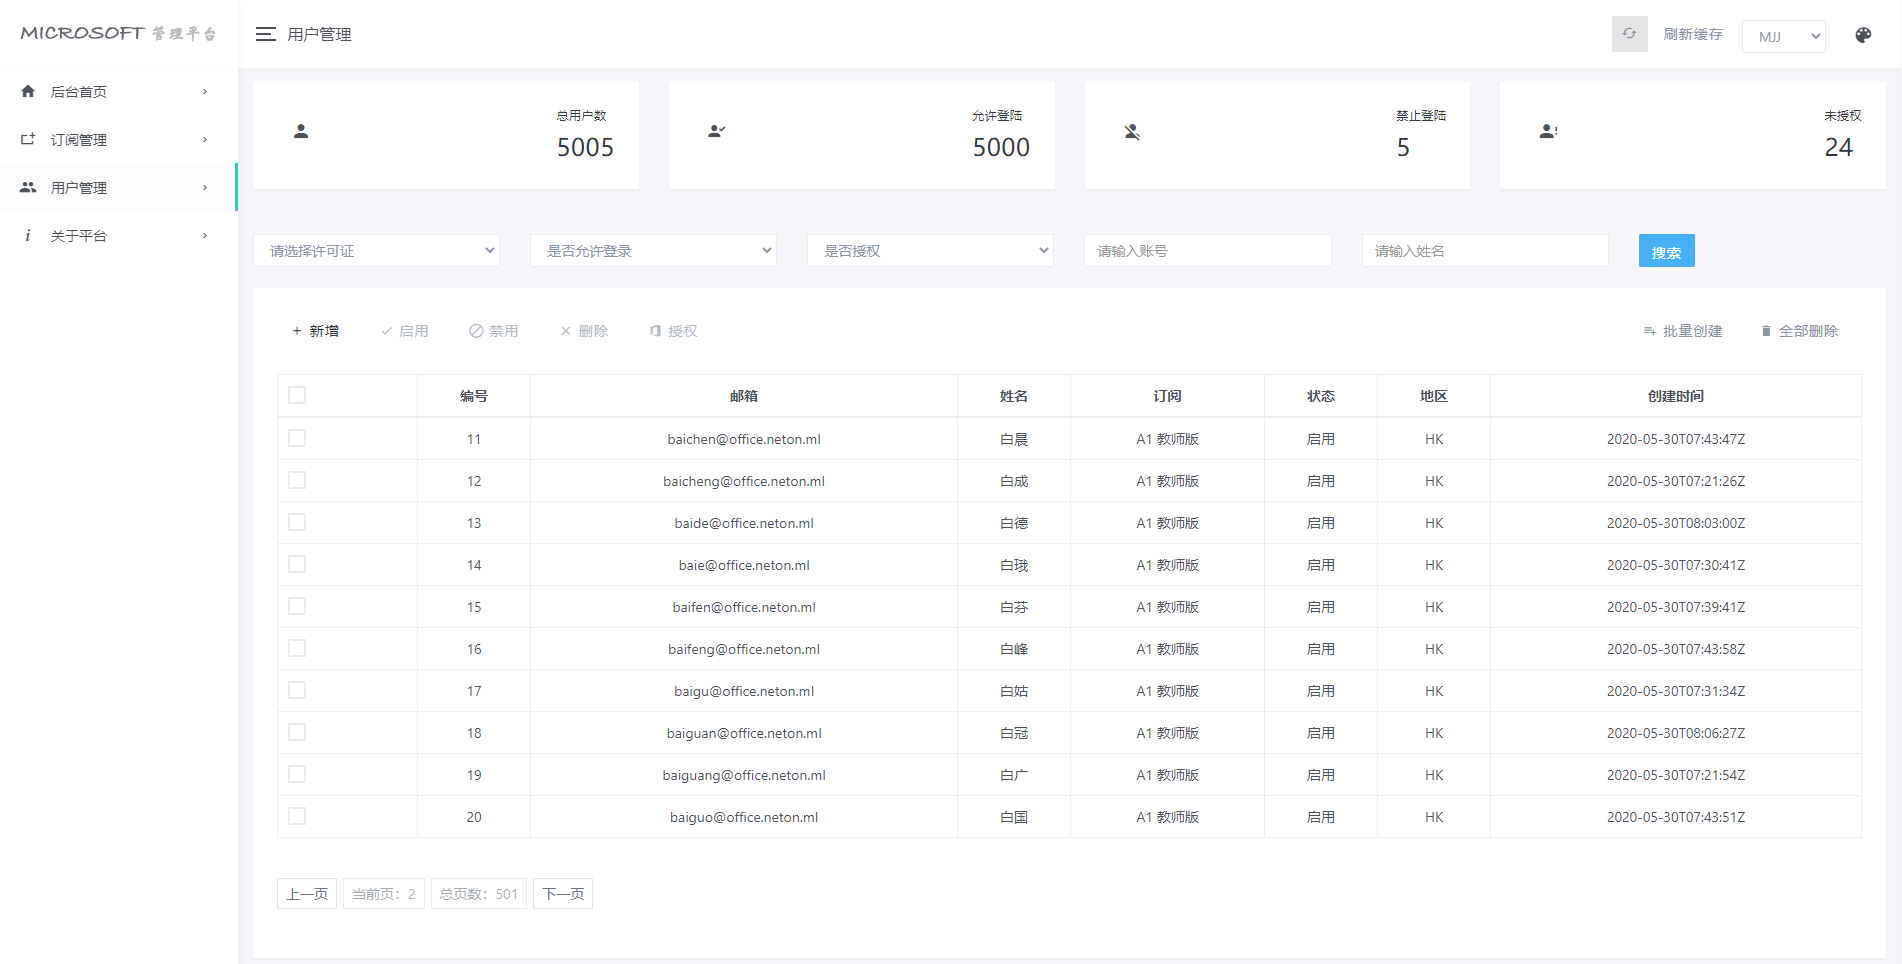 MICROSOFT 管理平台
用户管理
刷新缓存
MJJ
后台首页
订阅管理
用户管理
关于平台
总用户数
5005
允许登陆
5000
禁止登陆
5
未授权
24
请选择许可证
是否允许登录
是否授权
请输入账号
请输入姓名
搜索
+ 新增
启用
禁用
删除
授权
批量创建
全部删除
编号 邮箱 姓名 订阅 状态 地区 创建时间
11 baichen@office.neton.ml 白晨 A1 教师版 启用 HK 2020-05-30T07:43:47Z
12 baicheng@office.neton.ml 白成 A1 教师版 启用 HK 2020-05-30T07:21:26Z
13 baide@office.neton.ml 白德 A1 教师版 启用 HK 2020-05-30T08:03:00Z
14 baie@office.neton.ml 白珴 A1 教师版 启用 HK 2020-05-30T07:30:41Z
15 baifen@office.neton.ml 白芬 A1 教师版 启用 HK 2020-05-30T07:39:41Z
16 baifeng@office.neton.ml 白峰 A1 教师版 启用 HK 2020-05-30T07:43:58Z
17 baigu@office.neton.ml 白姑 A1 教师版 启用 HK 2020-05-30T07:31:34Z
18 baiguan@office.neton.ml 白冠 A1 教师版 启用 HK 2020-05-30T08:06:27Z
19 baiguang@office.neton.ml 白广 A1 教师版 启用 HK 2020-05-30T07:21:54Z
20 baiguo@office.neton.ml 白国 A1 教师版 启用 HK 2020-05-30T07:43:51Z
上一页 当前页：2 总页数：501 下一页